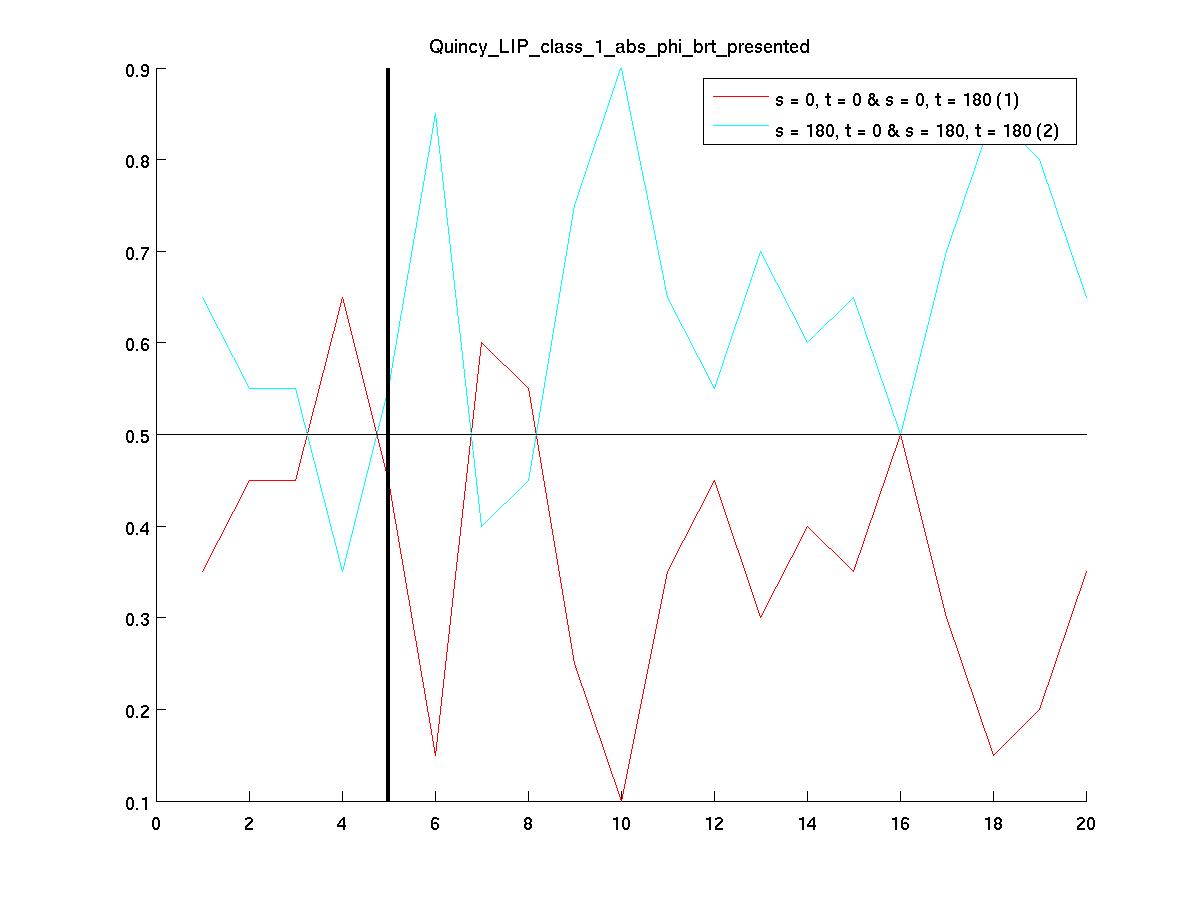 Quincy_LIP_class_1_abs_phi_brt_presented
s = 0, t = 0 & s = 0, t = 180 (1)
s = 180, t = 0 & s = 180, t = 180 (2)
0.9
0.8
0.7
0.6
0.5
0.4
0.3
0.2
0.1
0 2 4 6 8 10 12 14 16 18 20